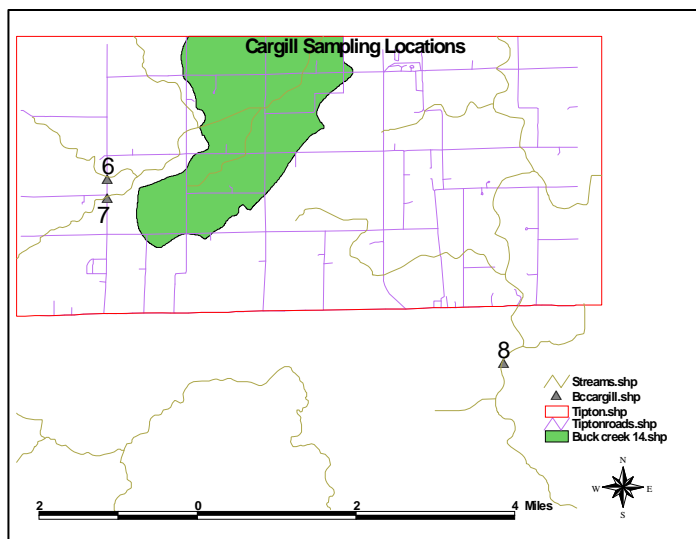 Cargill Sampling Locations
6
7
8
Streams.shp
Bccargill.shp
Tipton.shp
Tiptonroads.shp
Buck creek 14.shp
N
W E
S
2 0 2 4 Miles